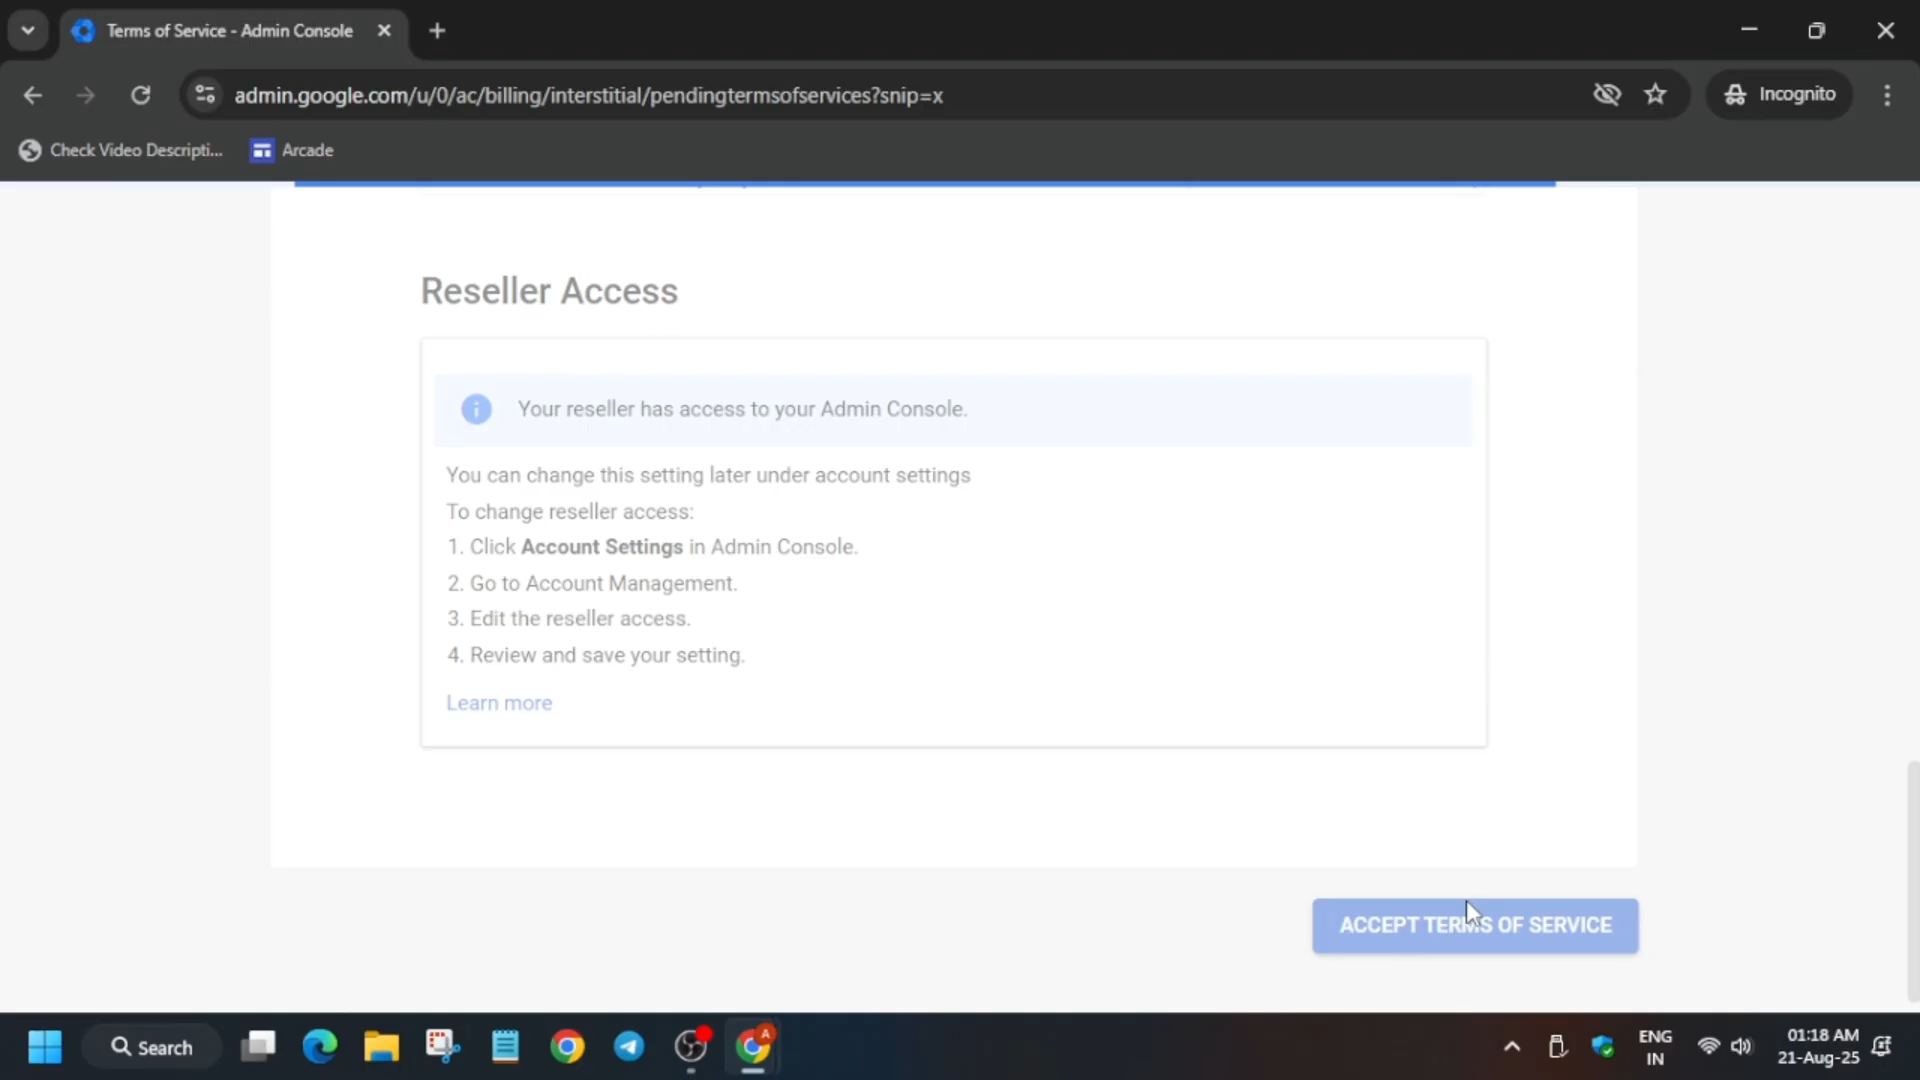 Terms of Service - Admin Console
admin.google.com/u/0/ac/billing/interstitial/pendingtermsofservices?snip=x
Incognito
Check Video Descripti...
Arcade
Reseller Access
Your reseller has access to your Admin Console.
You can change this setting later under account settings
To change reseller access:
1. Click Account Settings in Admin Console.
2. Go to Account Management.
3. Edit the reseller access.
4. Review and save your setting.
Learn more
ACCEPT TERMS OF SERVICE
Search
A
ENG
IN
01:18 AM
21-Aug-25